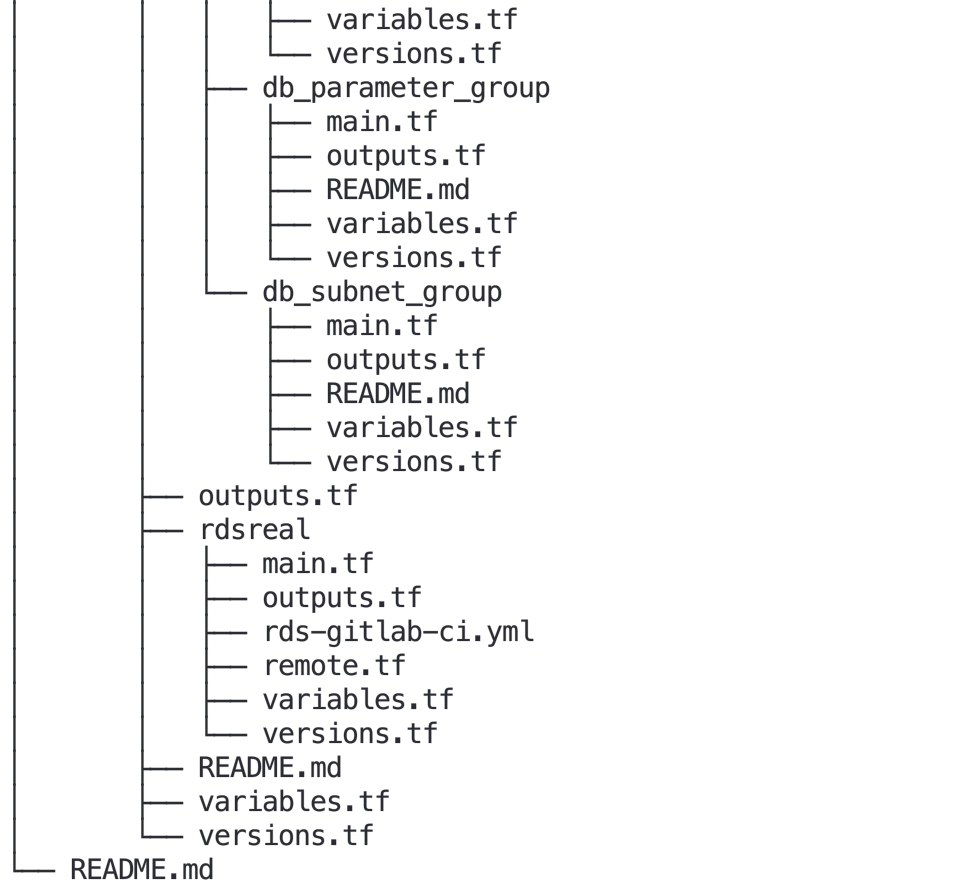 │       │   │   ├── variables.tf
│       │   │   └── versions.tf
│       │   ├── db_parameter_group
│       │   │   ├── main.tf
│       │   │   ├── outputs.tf
│       │   │   ├── README.md
│       │   │   ├── variables.tf
│       │   │   └── versions.tf
│       │   └── db_subnet_group
│       │       ├── main.tf
│       │       ├── outputs.tf
│       │       ├── README.md
│       │       ├── variables.tf
│       │       └── versions.tf
│       ├── outputs.tf
│       ├── rdsreal
│       │   ├── main.tf
│       │   ├── outputs.tf
│       │   ├── rds-gitlab-ci.yml
│       │   ├── remote.tf
│       │   ├── variables.tf
│       │   └── versions.tf
│       ├── README.md
│       ├── variables.tf
│       └── versions.tf
└── README.md